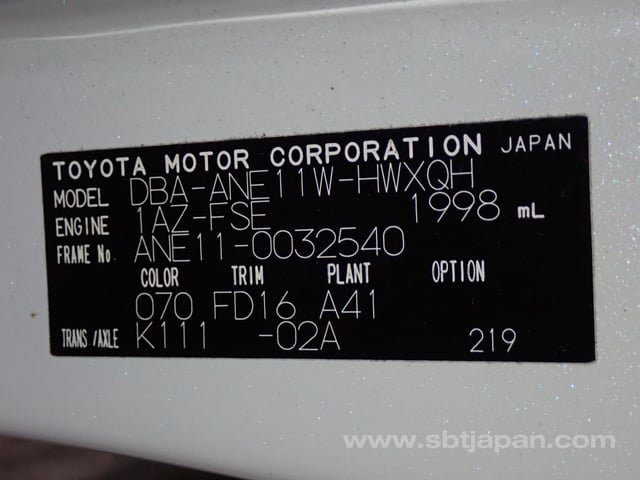 TOYOTA MOTOR CORPORATION JAPAN
MODEL DBA-ANE11W-HWXQH
ENGINE 1AZ-FSE 1998 mL
FRAME No ANE11-0032540
COLOR TRIM PLANT OPTION
070 FD16 A41
TRANS/AXLE K111 -02A 219
www.sbtjapan.com